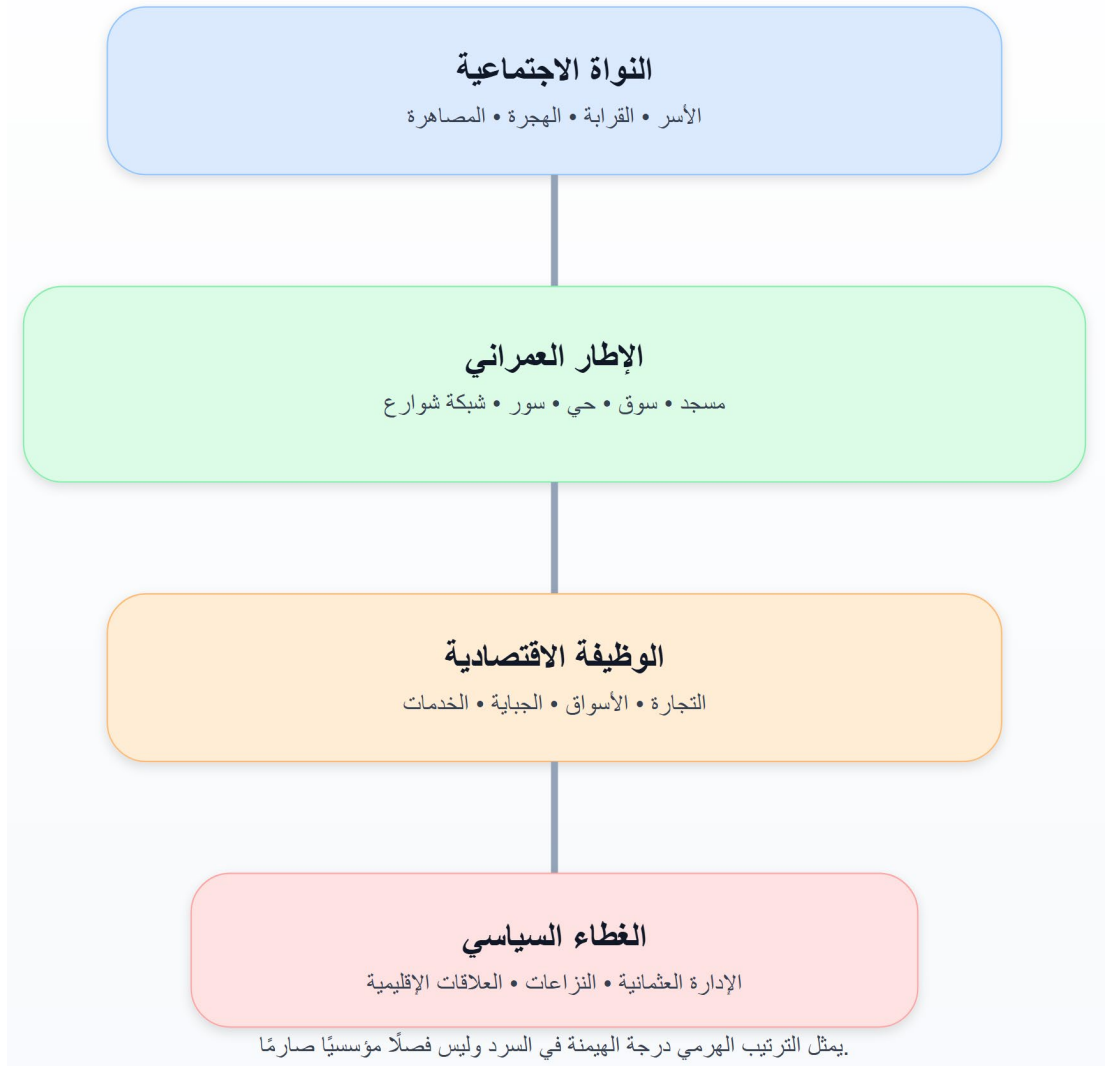 النواة الاجتماعية
الأسر • القرابة • الهجرة • المصاهرة
الإطار العمراني
مسجد • سوق • حي • سور • شبكة شوارع
الوظيفة الاقتصادية
التجارة • الأسواق • الجباية • الخدمات
الغطاء السياسي
الإدارة العثمانية • النزاعات • العلاقات الإقليمية
يمثل الترتيب الهرمي درجة الهيمنة في السرد وليس فصلًا مؤسسيًا صارمًا.